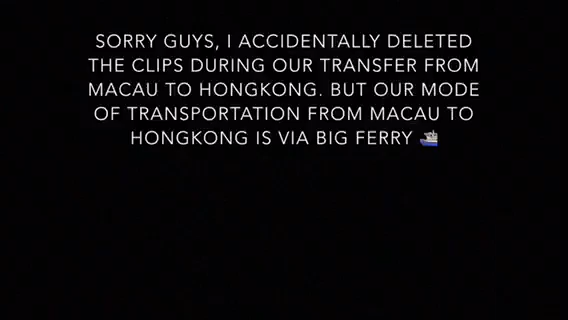 SORRY GUYS, I ACCIDENTALLY DELETED
THE CLIPS DURING OUR TRANSFER FROM
MACAU TO HONGKONG. BUT OUR MODE
OF TRANSPORTATION FROM MACAU TO
HONGKONG IS VIA BIG FERRY 🛳️